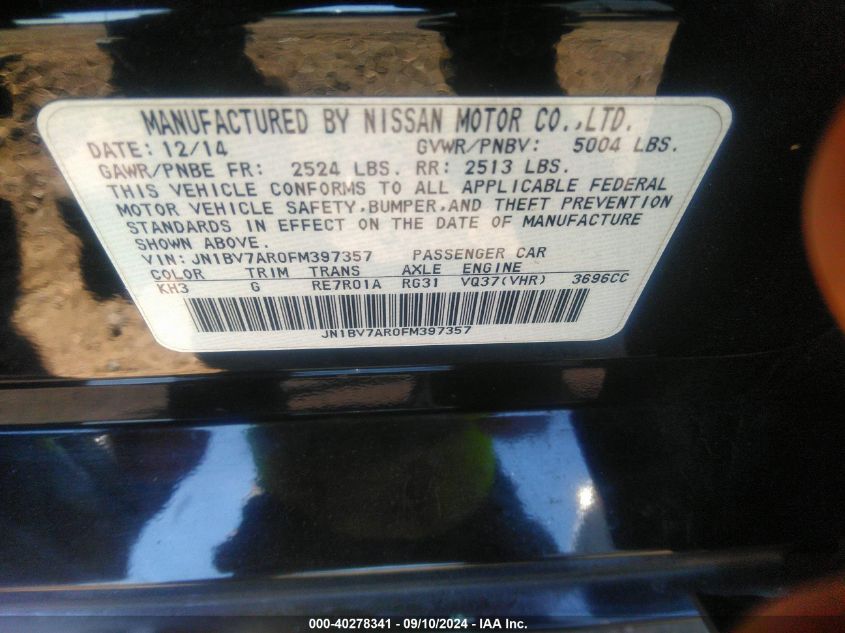 MANUFACTURED BY NISSAN MOTOR CO.,LTD.
DATE: 12/14 GVWR/PNBV: 5004 LBS.
GAWR/PNBE FR: 2524 LBS. RR: 2513 LBS.
THIS VEHICLE CONFORMS TO ALL APPLICABLE FEDERAL
MOTOR VEHICLE SAFETY,BUMPER,AND THEFT PREVENTION
STANDARDS IN EFFECT ON THE DATE OF MANUFACTURE
SHOWN ABOVE.
VIN: JN1BV7AR0FM397357 PASSENGER CAR
COLOR TRIM TRANS AXLE ENGINE
KH3 G RE7R01A RG31 VQ37(VHR) 3696CC
JN1BV7AR0FM397357
000-40278341 - 09/10/2024 - IAA Inc.